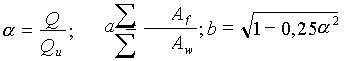 α = Q / Q_u ;  a Σ/Σ = A_f / A_w ; b = √(1 − 0,25α²)